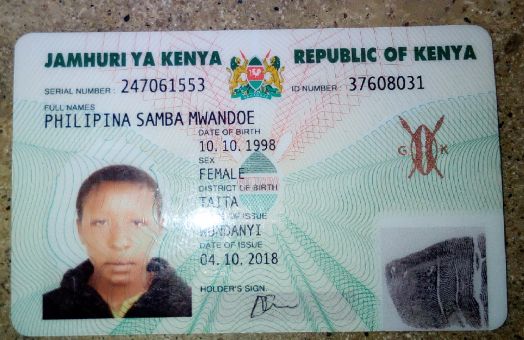 JAMHURI YA KENYA REPUBLIC OF KENYA
SERIAL NUMBER : 247061553 ID NUMBER : 37608031
FULL NAMES
PHILIPINA SAMBA MWANDOE
DATE OF BIRTH
10. 10. 1998
SEX
FEMALE
DISTRICT OF BIRTH
TAITA
OF ISSUE
WUNDANYI
DATE OF ISSUE
04. 10. 2018
HOLDER'S SIGN.
G K